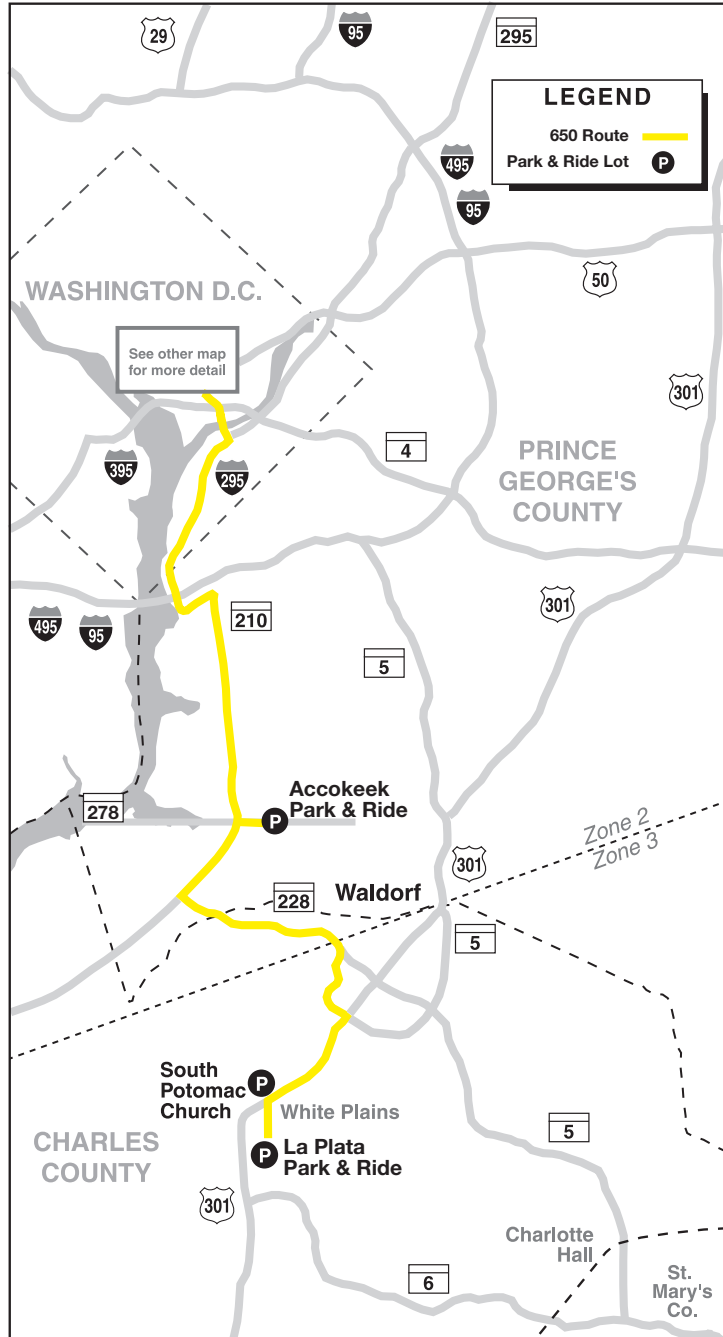 29
95
295
LEGEND
650 Route
Park & Ride Lot P
495
95
50
WASHINGTON D.C.
See other map
for more detail
301
4
395
295
PRINCE
GEORGE'S
COUNTY
495
95
210
301
5
Accokeek
Park & Ride
P
278
Zone 2
Zone 3
301
Waldorf
228
5
South
Potomac
Church
P
White Plains
P
La Plata
Park & Ride
CHARLES
COUNTY
301
5
Charlotte
Hall
6
St.
Mary's
Co.